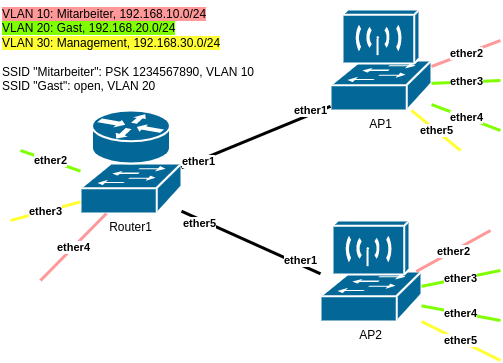 VLAN 10: Mitarbeiter, 192.168.10.0/24
VLAN 20: Gast, 192.168.20.0/24
VLAN 30: Management, 192.168.30.0/24
SSID "Mitarbeiter": PSK 1234567890, VLAN 10
SSID "Gast": open, VLAN 20
ether2
ether3
ether1
ether4
AP1
ether5
ether2
ether1
ether3
Router1
ether5
ether4
ether2
ether1
ether3
ether4
AP2
ether5